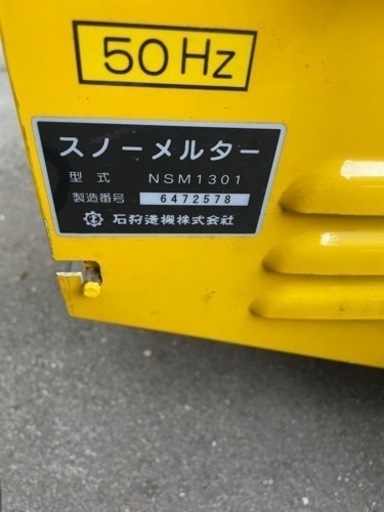 50Hz
スノーメルター
型式 NSM1301
製造番号 6472578
石狩造機株式会社